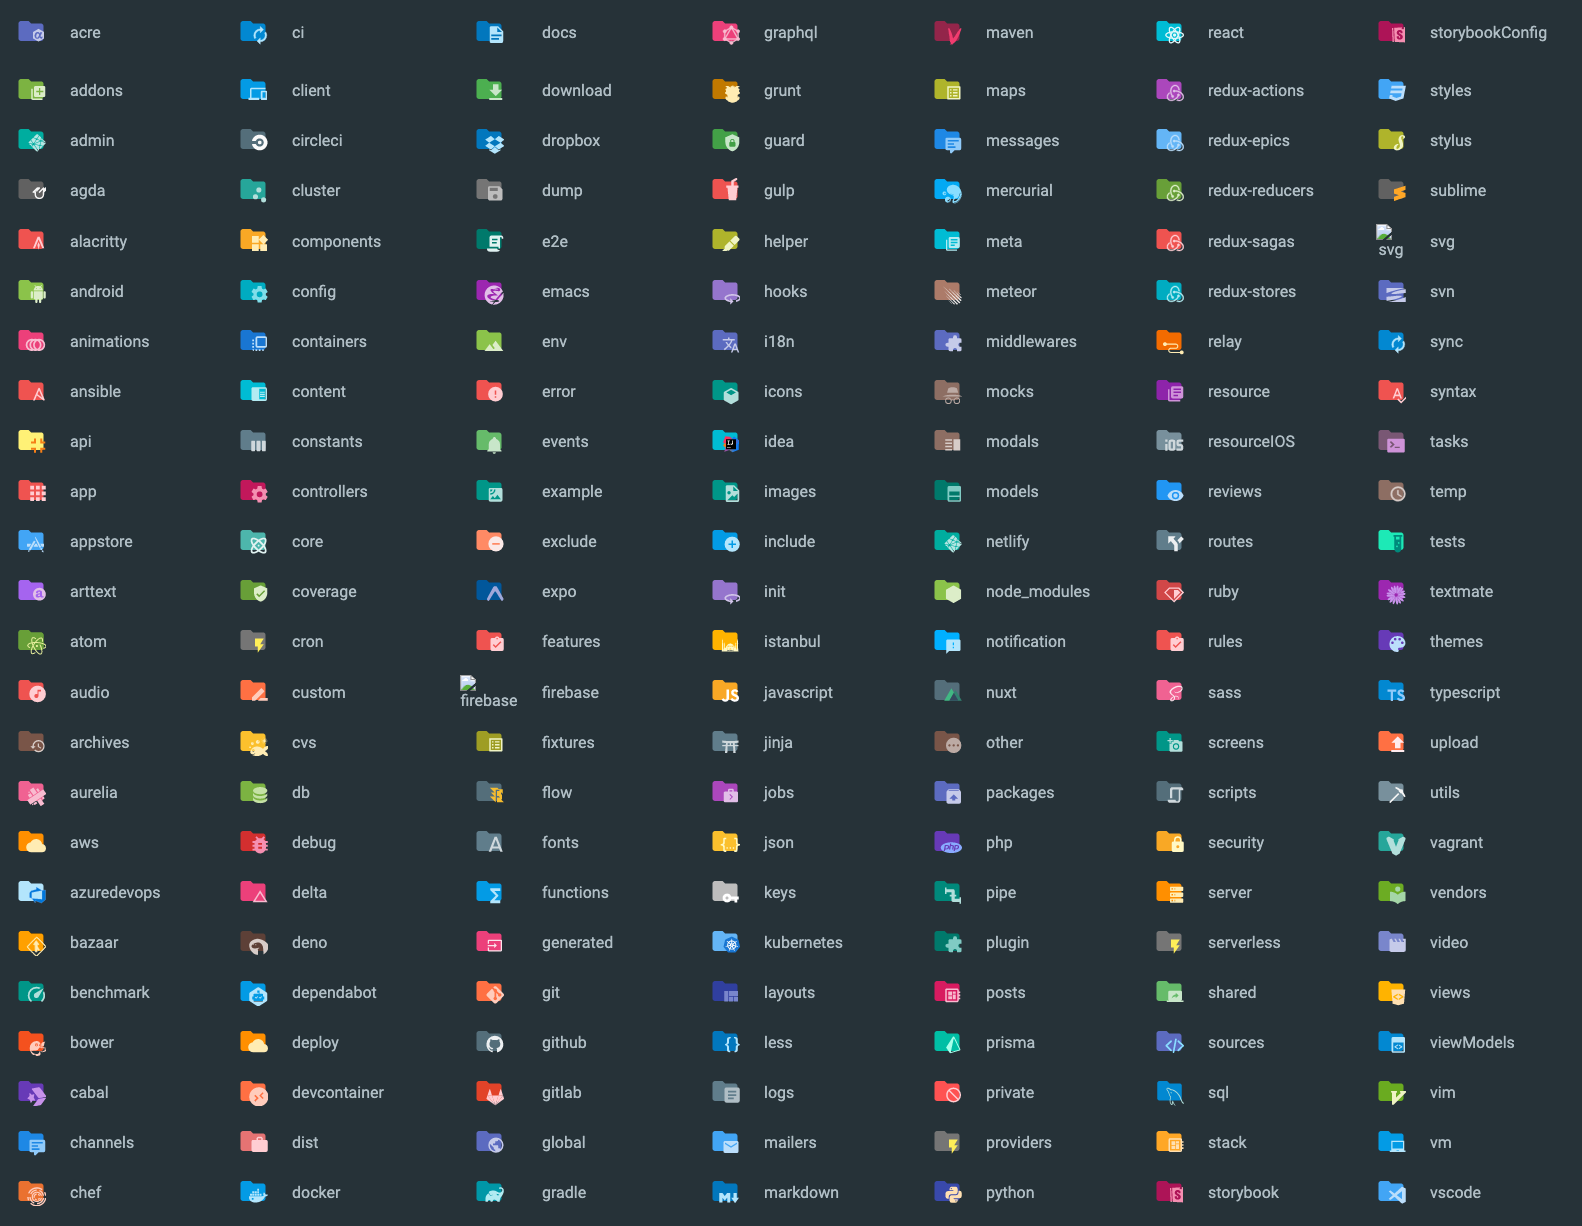 acre
addons
admin
agda
alacritty
android
animations
ansible
api
app
appstore
arttext
atom
audio
archives
aurelia
aws
azuredevops
bazaar
benchmark
bower
cabal
channels
chef
ci
client
circleci
cluster
components
config
containers
content
constants
controllers
core
coverage
cron
custom
cvs
db
debug
delta
deno
dependabot
deploy
devcontainer
dist
docker
docs
download
dropbox
dump
e2e
emacs
env
error
events
example
exclude
expo
features
firebase
firebase
fixtures
flow
fonts
functions
generated
git
github
gitlab
global
gradle
graphql
grunt
guard
gulp
helper
hooks
i18n
icons
idea
images
include
init
istanbul
JS
javascript
jinja
jobs
json
keys
kubernetes
layouts
less
logs
mailers
markdown
maven
maps
messages
mercurial
meta
meteor
middlewares
mocks
modals
models
netlify
node_modules
notification
nuxt
other
packages
php
php
pipe
plugin
posts
prisma
private
providers
python
react
redux-actions
redux-epics
redux-reducers
redux-sagas
redux-stores
relay
resource
iOS
resourceIOS
reviews
routes
ruby
rules
sass
screens
scripts
security
server
serverless
shared
sources
sql
stack
storybook
storybookConfig
styles
stylus
sublime
svg
svg
svn
sync
syntax
tasks
temp
tests
textmate
themes
TS
typescript
upload
utils
vagrant
vendors
video
views
viewModels
vim
vm
vscode